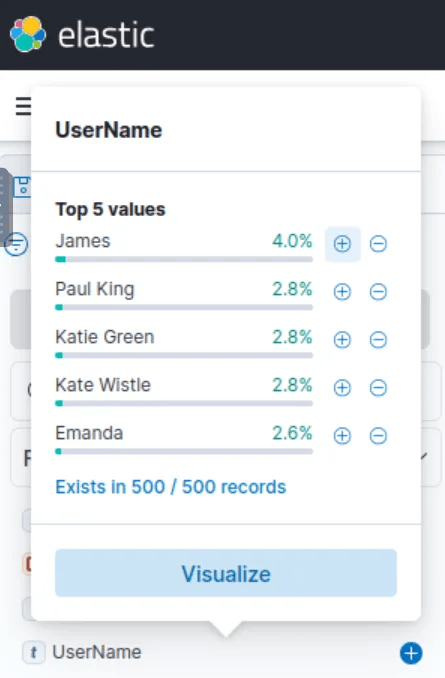 elastic
UserName
Top 5 values
James 4.0%
Paul King 2.8%
Katie Green 2.8%
Kate Wistle 2.8%
Emanda 2.6%
Exists in 500 / 500 records
Visualize
t UserName